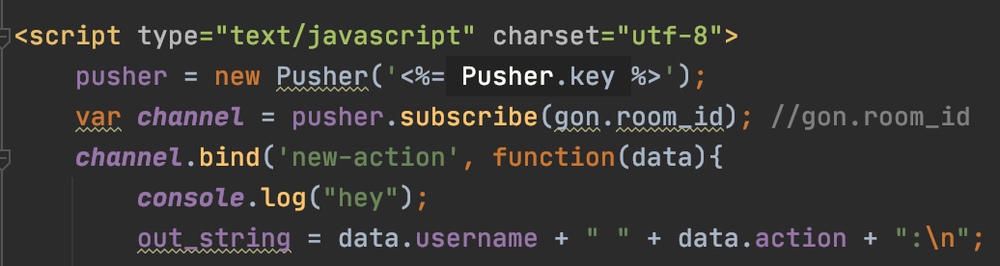 <script type="text/javascript" charset="utf-8">
pusher = new Pusher('<%= Pusher.key %>');
var channel = pusher.subscribe(gon.room_id); //gon.room_id
channel.bind('new-action', function(data){
console.log("hey");
out_string = data.username + " " + data.action + ":\n";